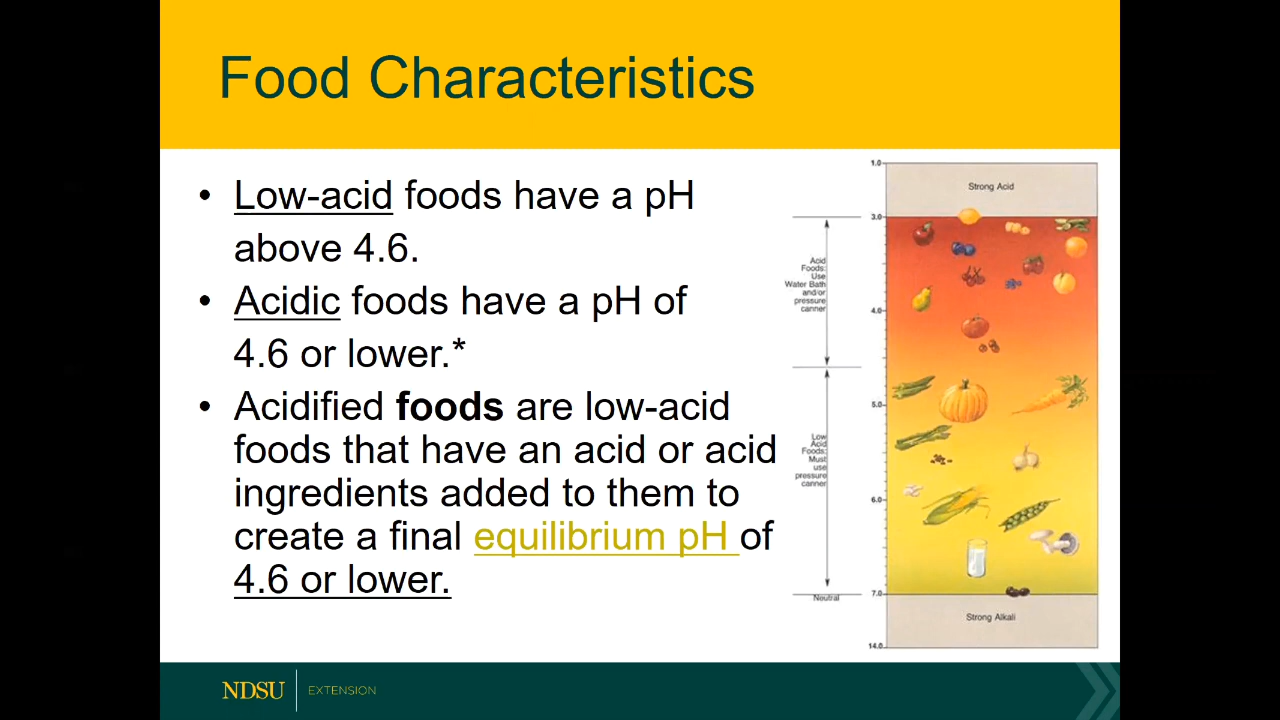 Food Characteristics
• Low-acid foods have a pH
above 4.6.
• Acidic foods have a pH of
4.6 or lower.*
• Acidified foods are low-acid
foods that have an acid or acid
ingredients added to them to
create a final equilibrium pH of
4.6 or lower.
1.0
Strong Acid
3.0
Acid
Foods:
Use
Water Bath
and/or
pressure
canner
4.0
5.0
Low
Acid
Foods:
Must
use
pressure
canner
6.0
Neutral
7.0
Strong Alkali
14.0
NDSU
EXTENSION